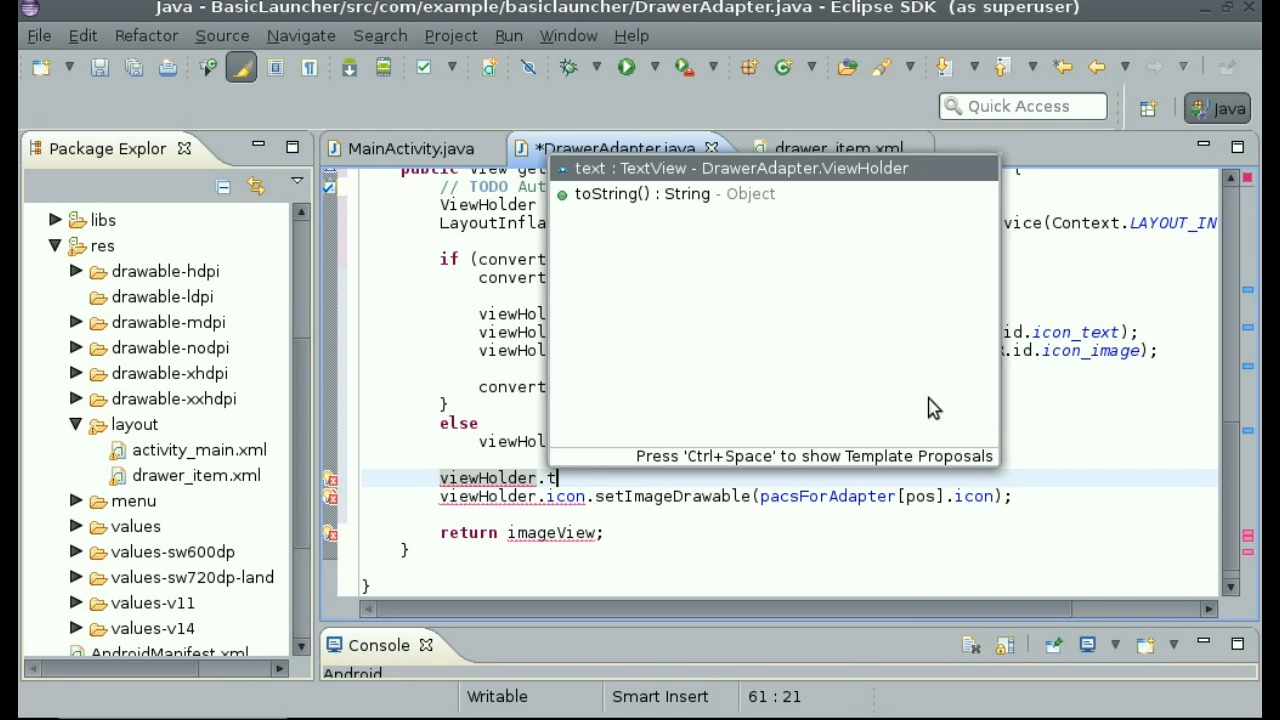 Java - BasicLauncher/src/com/example/basiclauncher/DrawerAdapter.java - Eclipse SDK (as superuser)
File Edit Refactor Source Navigate Search Project Run Window Help
Quick Access
Java
Package Explor
MainActivity.java
*DrawerAdapter.java
drawer_item.xml
libs
res
drawable-hdpi
drawable-ldpi
drawable-mdpi
drawable-nodpi
drawable-xhdpi
drawable-xxhdpi
layout
activity_main.xml
drawer_item.xml
menu
values
values-sw600dp
values-sw720dp-land
values-v11
values-v14
AndroidManifest.xml
public View get {
// TODO Aut
ViewHolder
LayoutInfla vice(Context.LAYOUT_IN
if (convert
convert
viewHol
viewHol id.icon_text);
viewHol .id.icon_image);
convert
}
else
viewHol
viewHolder.t
viewHolder.icon.setImageDrawable(pacsForAdapter[pos].icon);
return imageView;
}
}
text : TextView - DrawerAdapter.ViewHolder
toString() : String - Object
Press 'Ctrl+Space' to show Template Proposals
Console
Android
Writable
Smart Insert
61 : 21